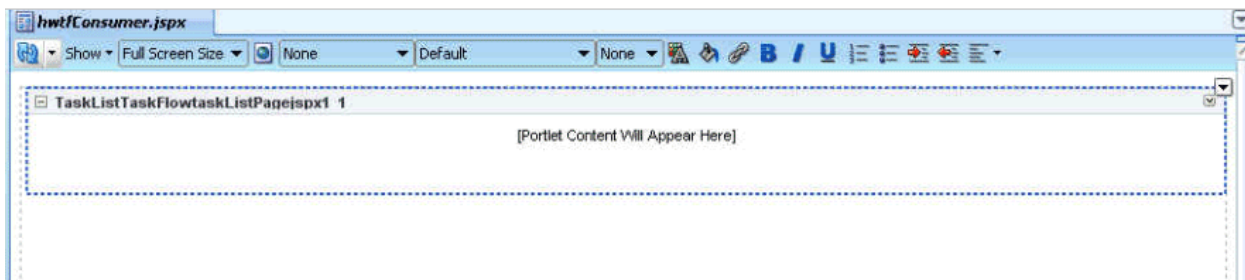 hwtfConsumer.jspx
Show Full Screen Size None Default None B I U
TaskListTaskFlowtaskListPagejspx1 1
[Portlet Content Will Appear Here]